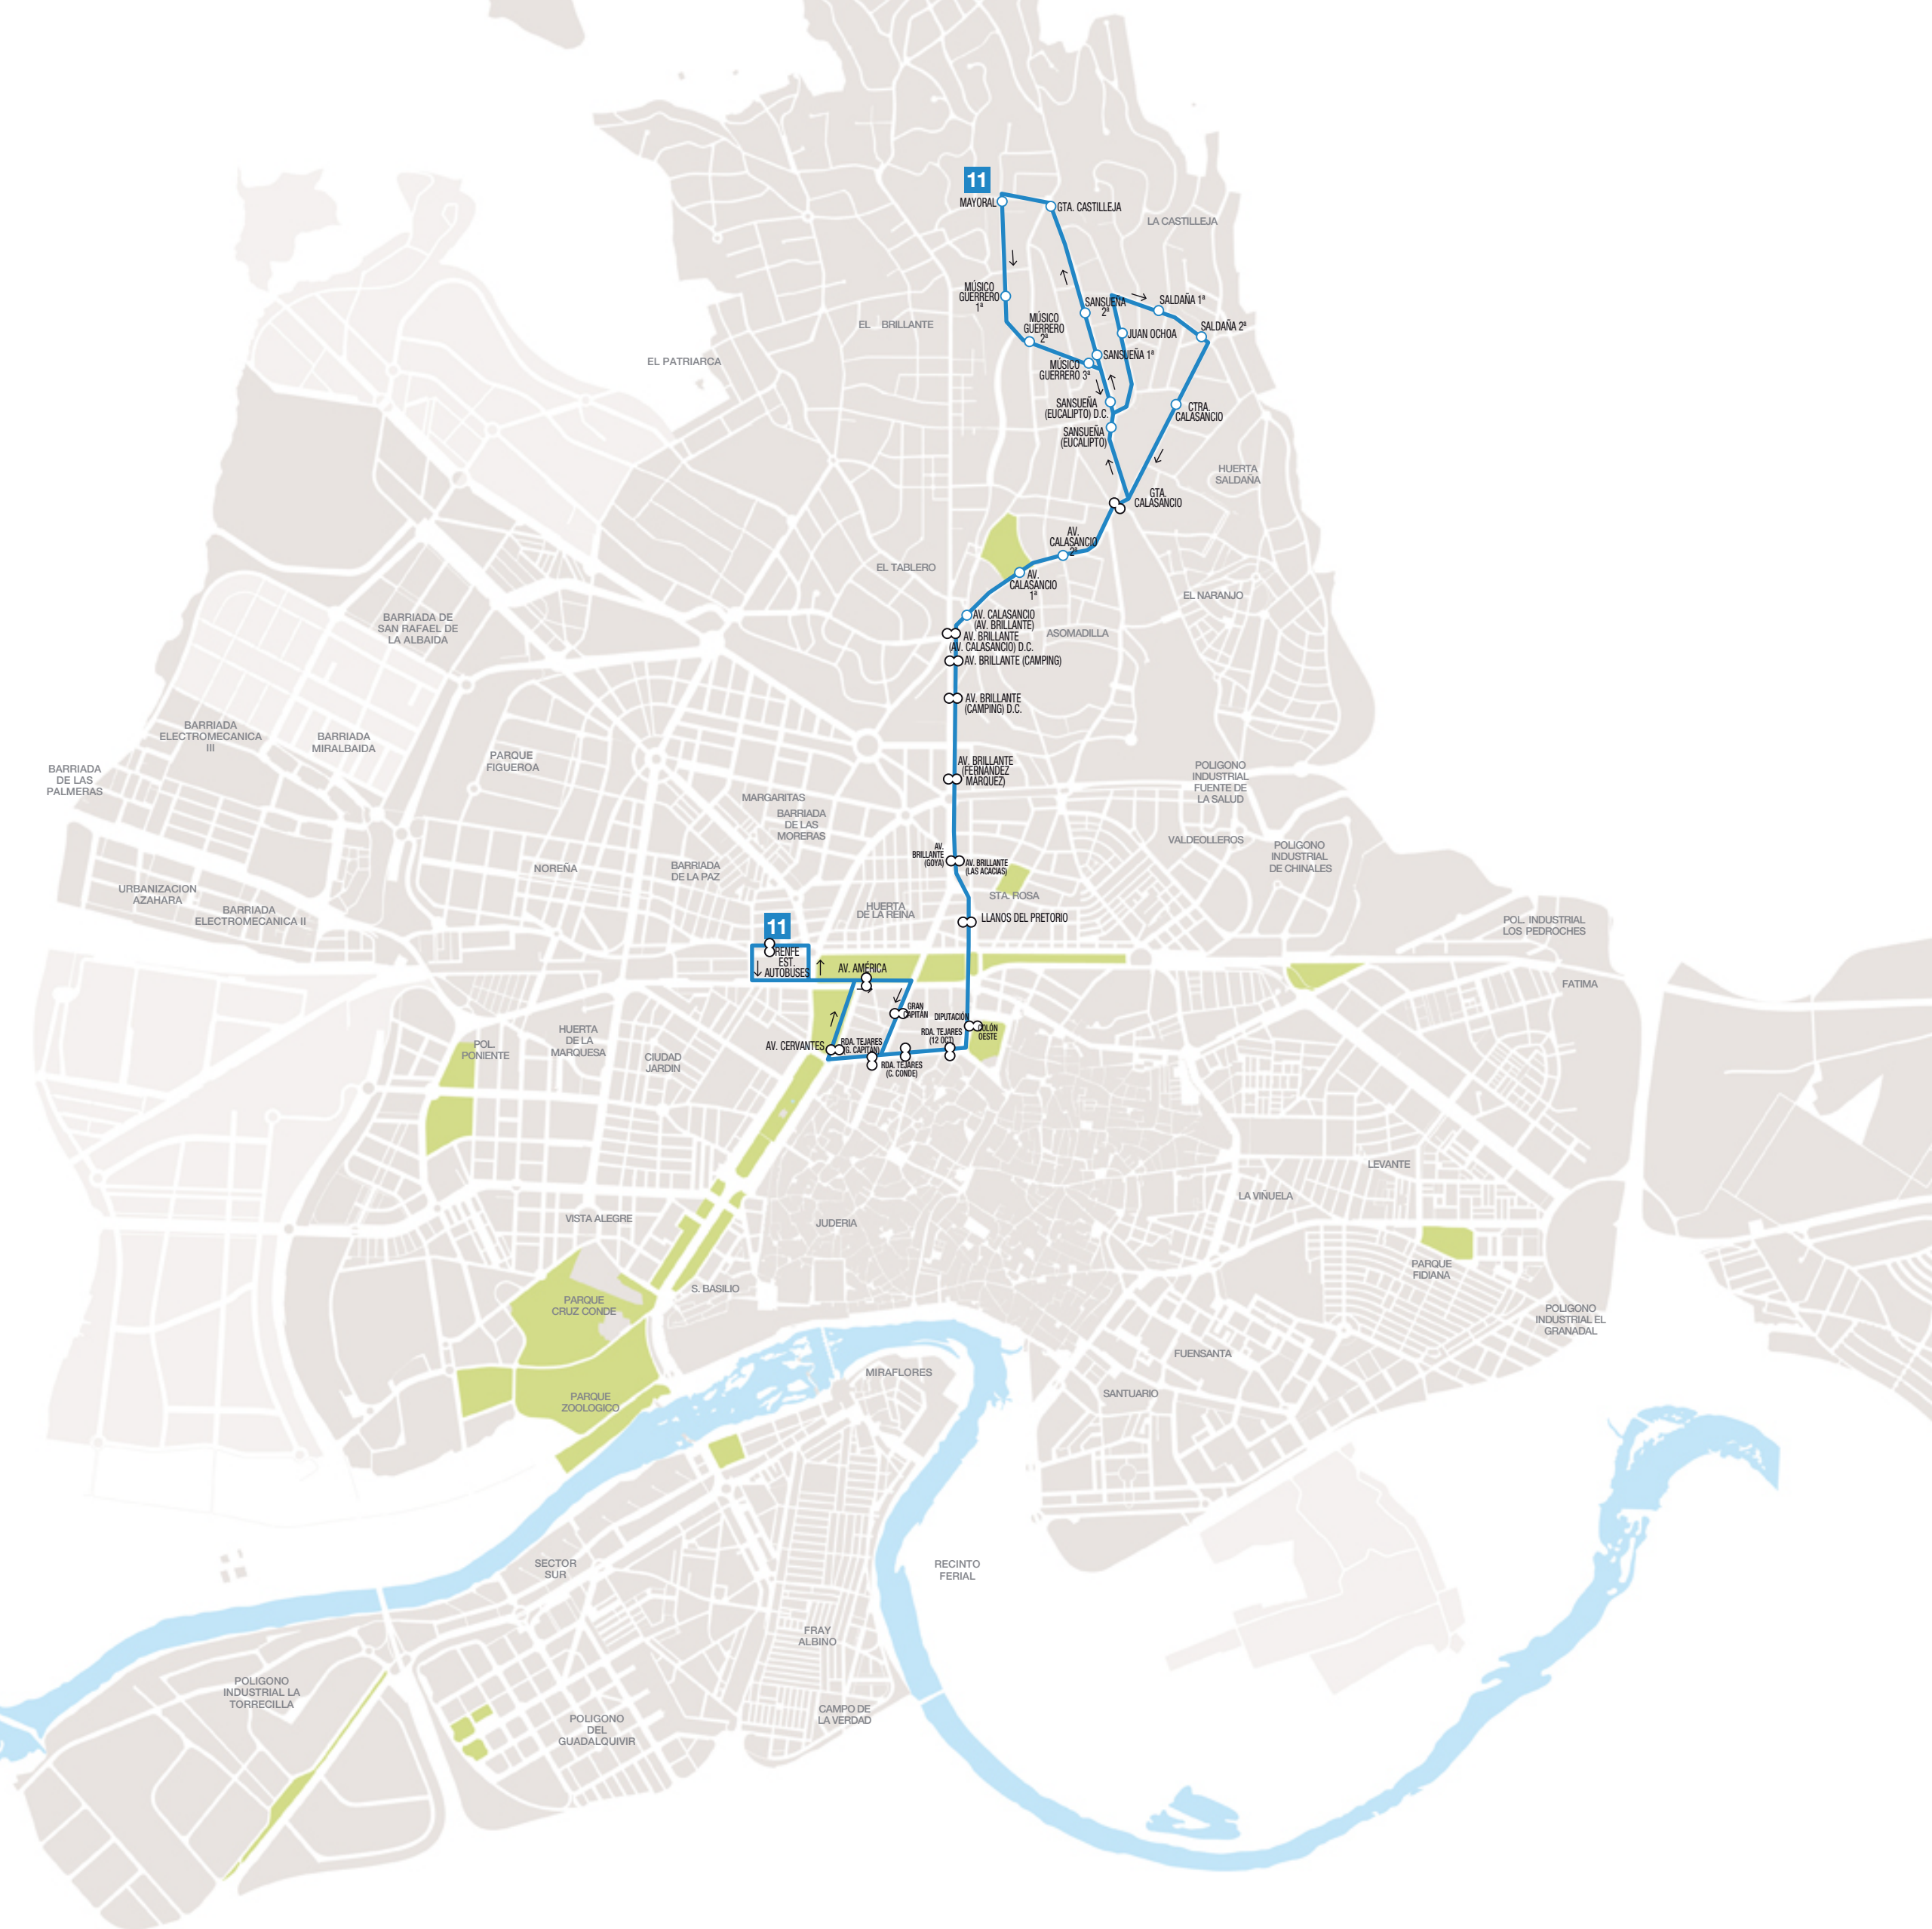 11
MAYORAL
GTA. CASTILLEJA
LA CASTILLEJA
MÚSICO
GUERRERO
1ª
SANSUEÑA
2ª
SALDAÑA 1ª
EL BRILLANTE
MÚSICO
GUERRERO
2ª
JUAN OCHOA
SALDAÑA 2ª
EL PATRIARCA
SANSUEÑA 1ª
MÚSICO
GUERRERO 3ª
SANSUEÑA
(EUCALIPTO) D.C.
CTRA.
CALASANCIO
SANSUEÑA
(EUCALIPTO)
HUERTA
SALDAÑA
GTA.
CALASANCIO
AV.
CALASANCIO
2ª
EL TABLERO
AV.
CALASANCIO
1ª
EL NARANJO
AV. CALASANCIO
(AV. BRILLANTE)
BARRIADA DE
SAN RAFAEL DE
LA ALBAIDA
ASOMADILLA
AV. BRILLANTE
(AV. CALASANCIO) D.C.
AV. BRILLANTE (CAMPING)
AV. BRILLANTE
(CAMPING) D.C.
BARRIADA
ELECTROMECANICA
III
BARRIADA
MIRALBAIDA
PARQUE
FIGUEROA
AV. BRILLANTE
(FERNÁNDEZ
MÁRQUEZ)
POLIGONO
INDUSTRIAL
FUENTE DE
LA SALUD
BARRIADA
DE LAS
PALMERAS
MARGARITAS
BARRIADA
DE LAS
MORERAS
VALDEOLLEROS
POLIGONO
INDUSTRIAL
DE CHINALES
AV.
BRILLANTE
(GOYA)
AV. BRILLANTE
(LAS ACACIAS)
NOREÑA
BARRIADA
DE LA PAZ
URBANIZACION
AZAHARA
STA. ROSA
BARRIADA
ELECTROMECANICA II
HUERTA
DE LA REINA
LLANOS DEL PRETORIO
POL. INDUSTRIAL
LOS PEDROCHES
11
RENFE
EST.
AUTOBUSES
AV. AMÉRICA
FATIMA
GRAN
CAPITÁN
DIPUTACIÓN
COLÓN
OESTE
RDA. TEJARES
(12 OCT)
HUERTA
DE LA
MARQUESA
POL.
PONIENTE
CIUDAD
JARDIN
AV. CERVANTES
RDA. TEJARES
(G. CAPITÁN)
RDA. TEJARES
(C. CONDE)
LEVANTE
LA VIÑUELA
VISTA ALEGRE
JUDERIA
PARQUE
FIDIANA
S. BASILIO
PARQUE
CRUZ CONDE
POLIGONO
INDUSTRIAL EL
GRANADAL
FUENSANTA
MIRAFLORES
SANTUARIO
PARQUE
ZOOLOGICO
SECTOR
SUR
RECINTO
FERIAL
FRAY
ALBINO
POLIGONO
INDUSTRIAL LA
TORRECILLA
CAMPO DE
LA VERDAD
POLIGONO
DEL
GUADALQUIVIR